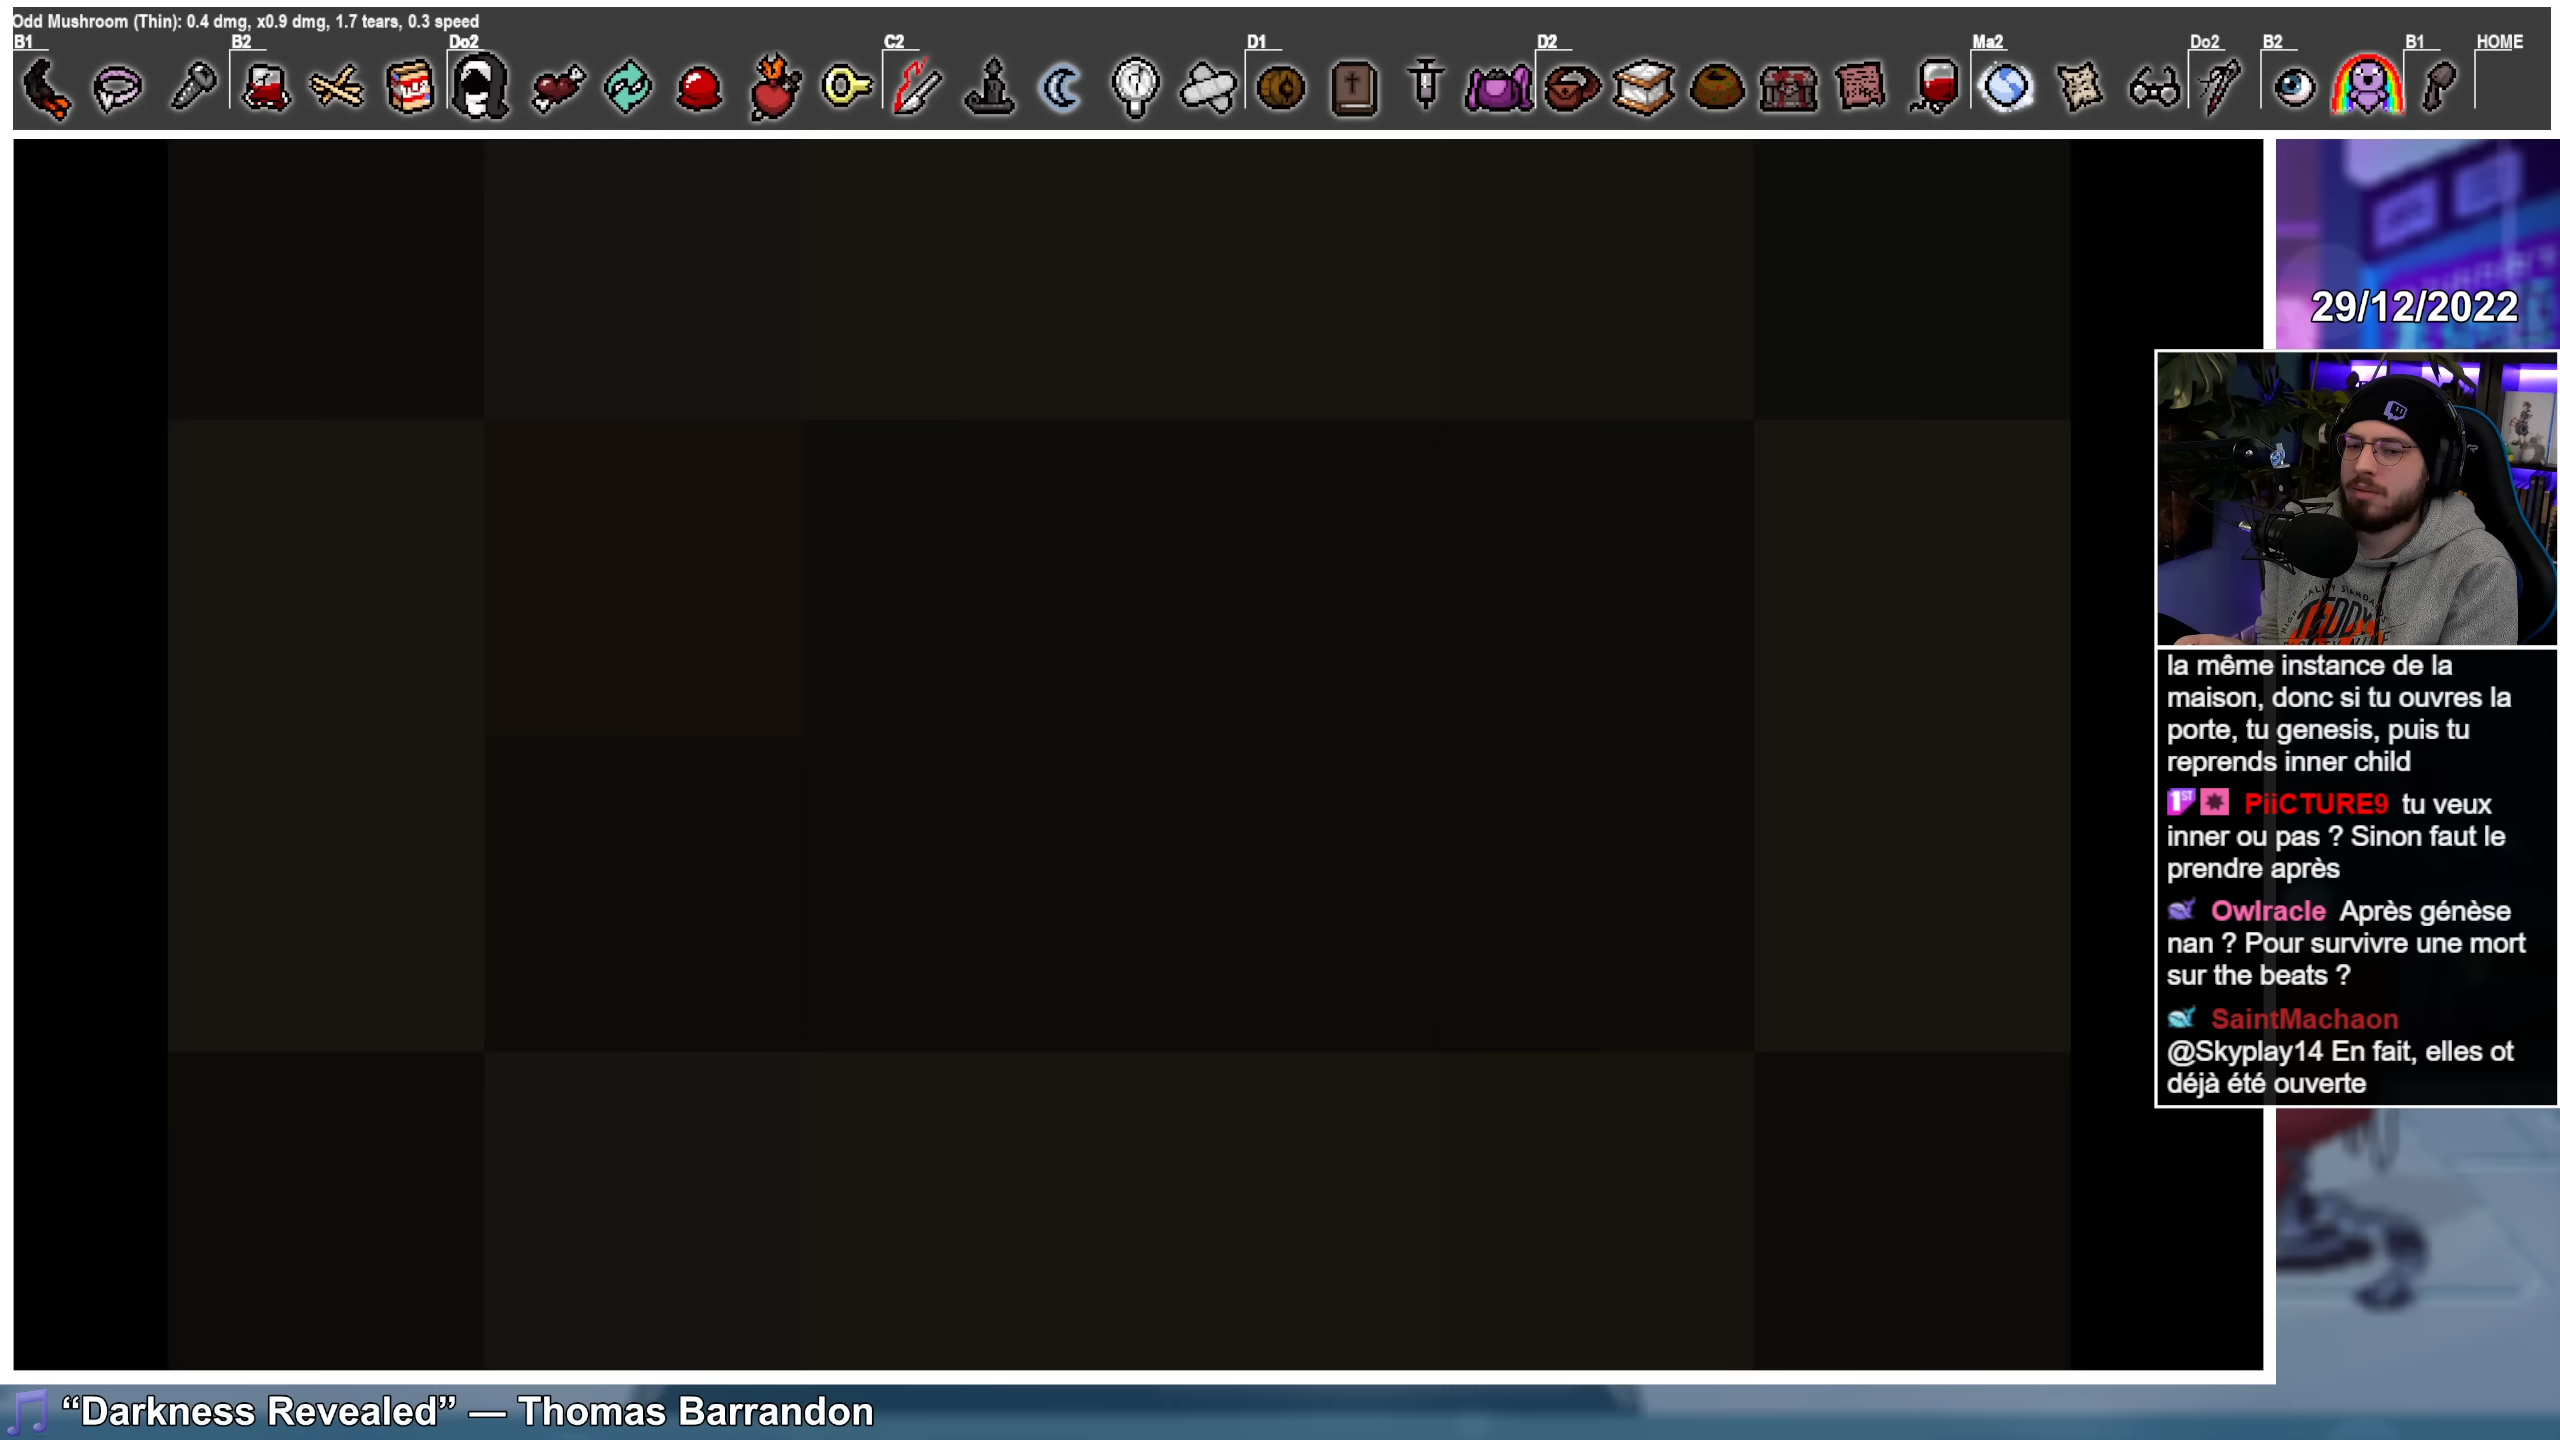 Odd Mushroom (Thin): 0.4 dmg, x0.9 dmg, 1.7 tears, 0.3 speed
B1 B2 Do2 C2 D1 D2 Ma2 Do2 B2 B1 HOME
29/12/2022
la même instance de la
maison, donc si tu ouvres la
porte, tu genesis, puis tu
reprends inner child
1ST PiiCTURE9 tu veux
inner ou pas ? Sinon faut le
prendre après
Owlracle Après génèse
nan ? Pour survivre une mort
sur the beats ?
SaintMachaon
@Skyplay14 En fait, elles ot
déjà été ouverte
“Darkness Revealed” — Thomas Barrandon